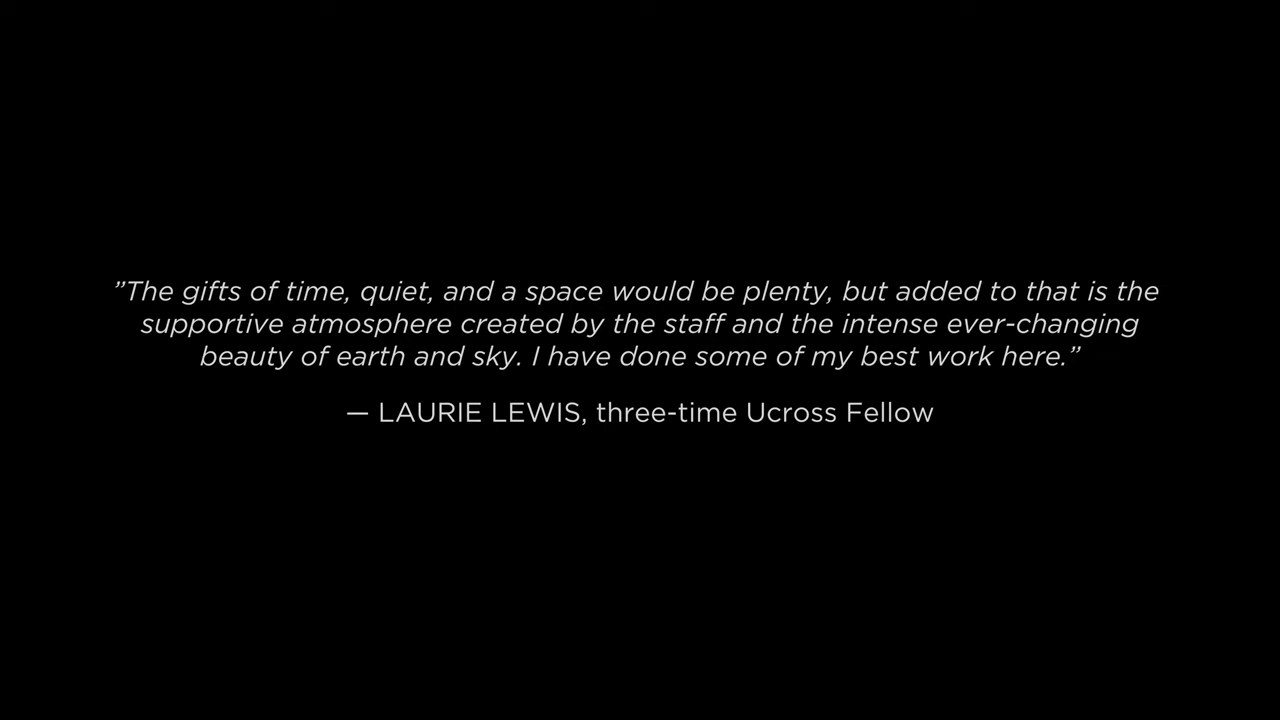 ”The gifts of time, quiet, and a space would be plenty, but added to that is the
supportive atmosphere created by the staff and the intense ever-changing
beauty of earth and sky. I have done some of my best work here.”
— LAURIE LEWIS, three-time Ucross Fellow